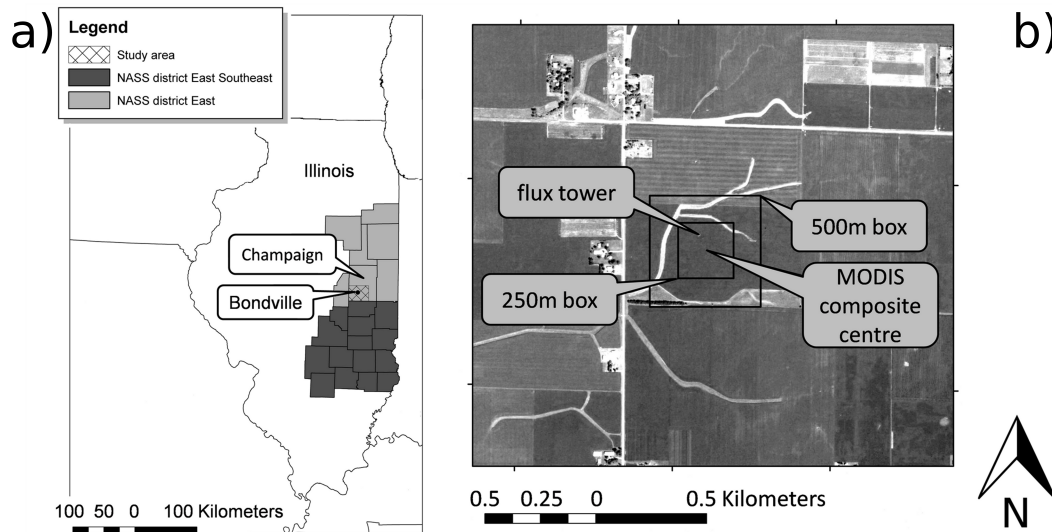 a)
Legend
Study area
NASS district East Southeast
NASS district East
Illinois
Champaign
Bondville
100 50 0 100 Kilometers
b)
flux tower
500m box
250m box
MODIS
composite
centre
0.5 0.25 0 0.5 Kilometers
N